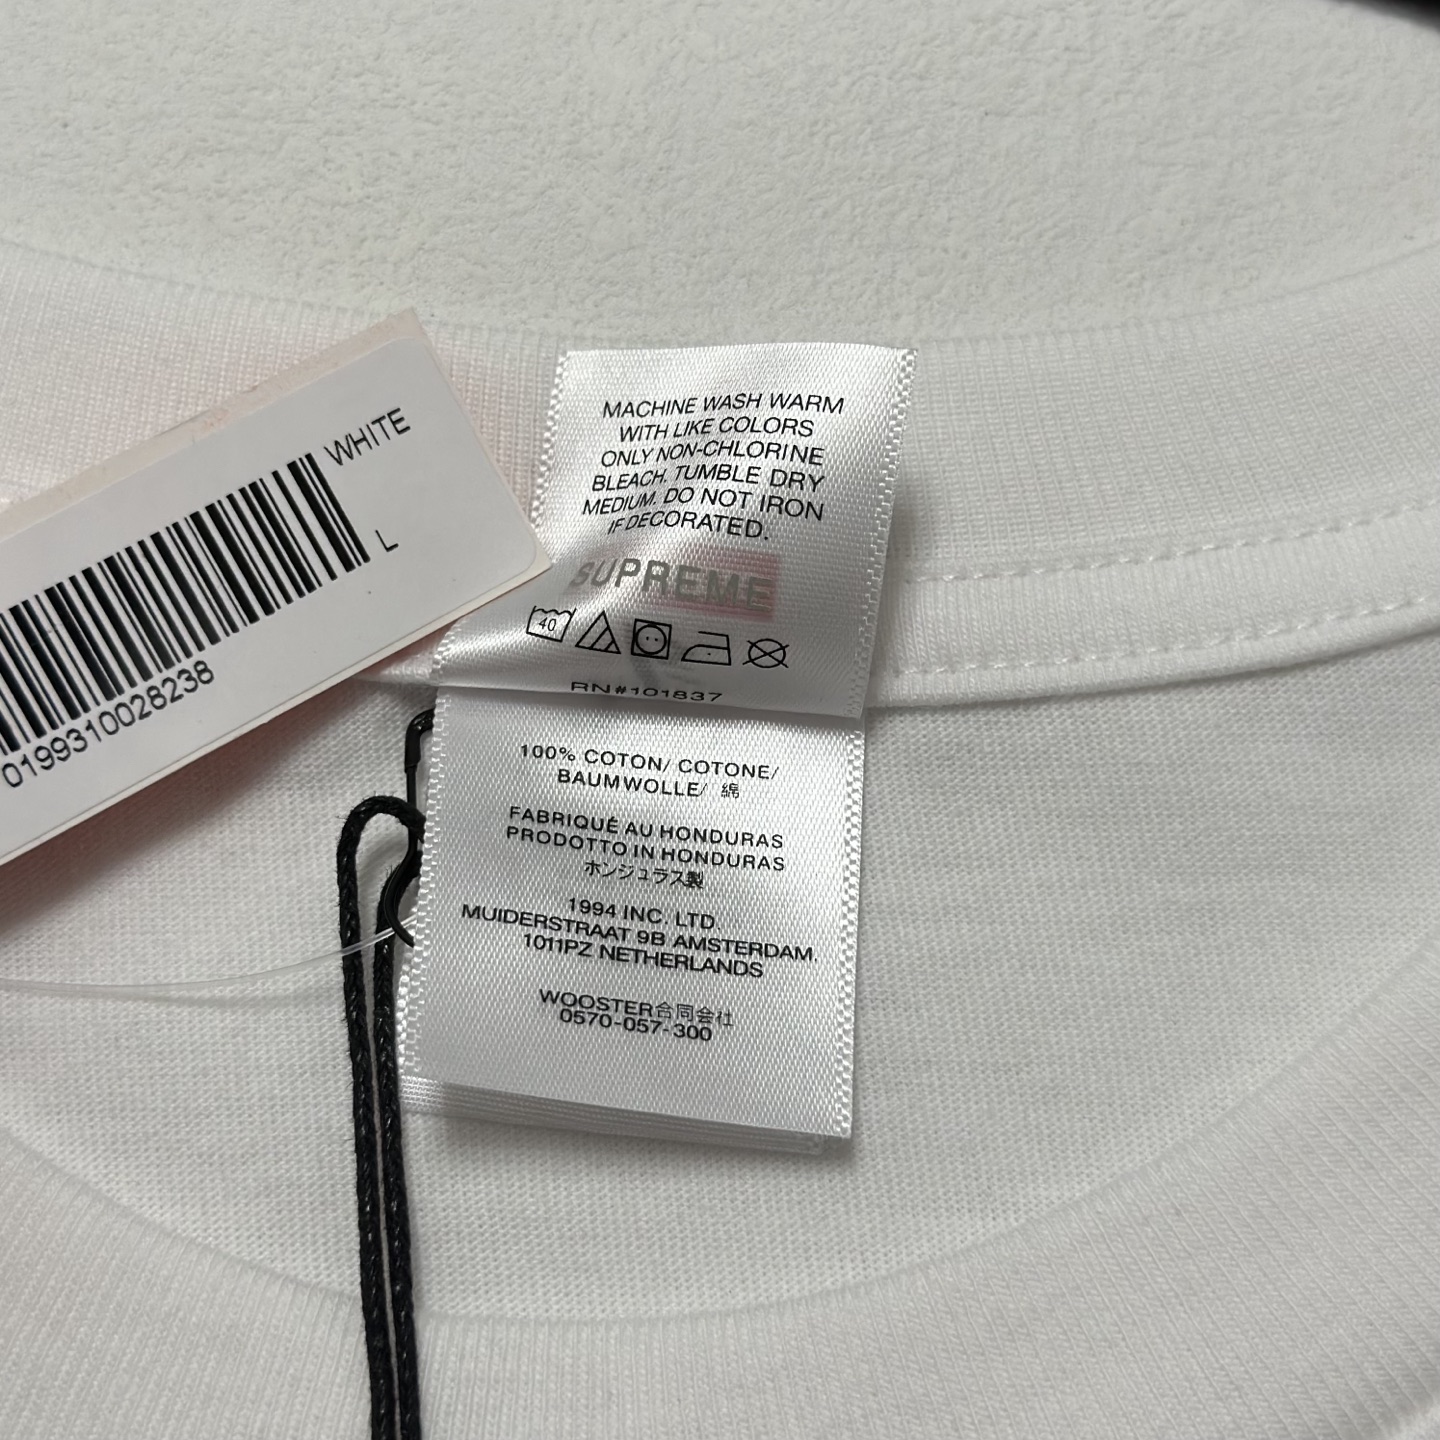 WHITE
L
019931002823​8
MACHINE WASH WARM
WITH LIKE COLORS
ONLY NON-CHLORINE
BLEACH. TUMBLE DRY
MEDIUM. DO NOT IRON
IF DECORATED.
SUPREME
40
RN#101837
100% COTON/ COTONE/
BAUMWOLLE/ 綿
FABRIQUÉ AU HONDURAS
PRODOTTO IN HONDURAS
ホンジュラス製
1994 INC. LTD.
MUIDERSTRAAT 9B AMSTERDAM.
1011PZ NETHERLANDS
WOOSTER合同会社
0570-057-300